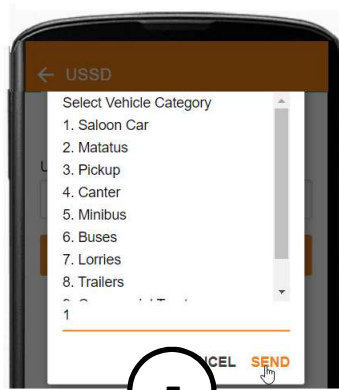 ← USSD
Select Vehicle Category
1. Saloon Car
2. Matatus
3. Pickup
4. Canter
5. Minibus
6. Buses
7. Lorries
8. Trailers
1
SEND